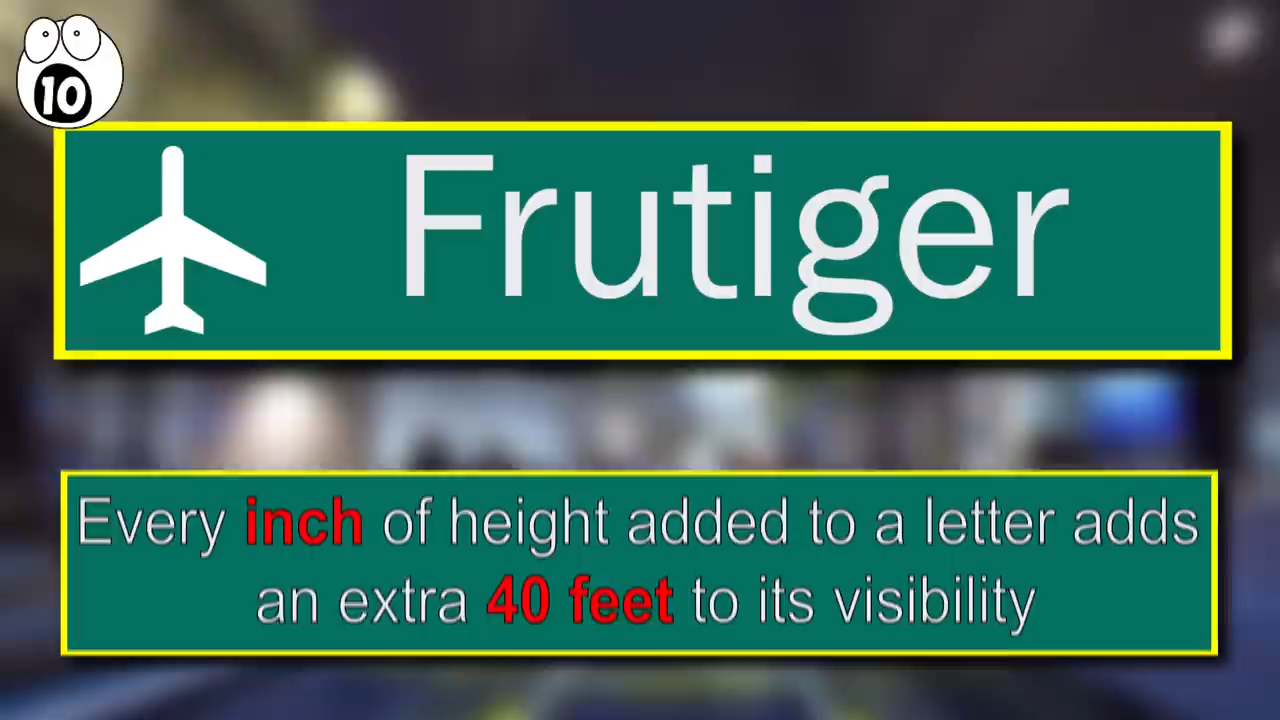 10
Frutiger
Every inch of height added to a letter adds
an extra 40 feet to its visibility